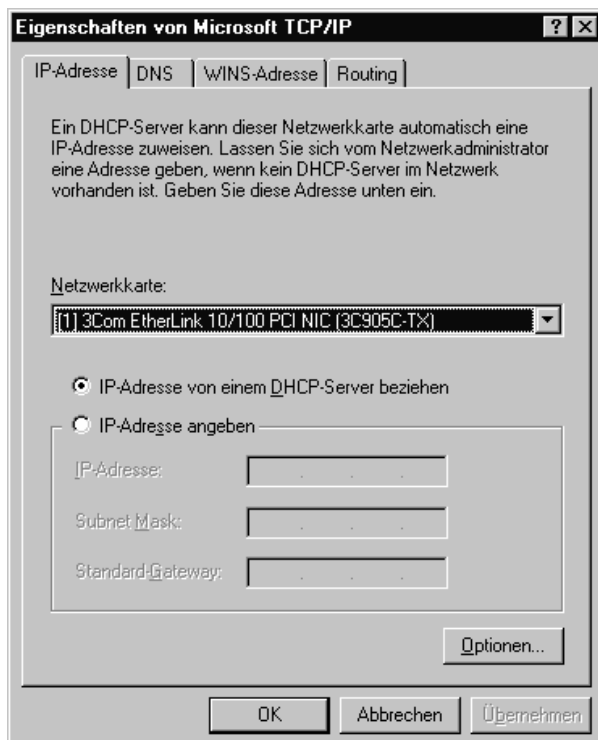 Eigenschaften von Microsoft TCP/IP
IP-Adresse DNS WINS-Adresse Routing
Ein DHCP-Server kann dieser Netzwerkkarte automatisch eine
IP-Adresse zuweisen. Lassen Sie sich vom Netzwerkadministrator
eine Adresse geben, wenn kein DHCP-Server im Netzwerk
vorhanden ist. Geben Sie diese Adresse unten ein.
Netzwerkkarte:
[1] 3Com EtherLink 10/100 PCI NIC (3C905C-TX)
IP-Adresse von einem DHCP-Server beziehen
IP-Adresse angeben
IP-Adresse:
Subnet Mask:
Standard-Gateway:
Optionen...
OK Abbrechen Übernehmen